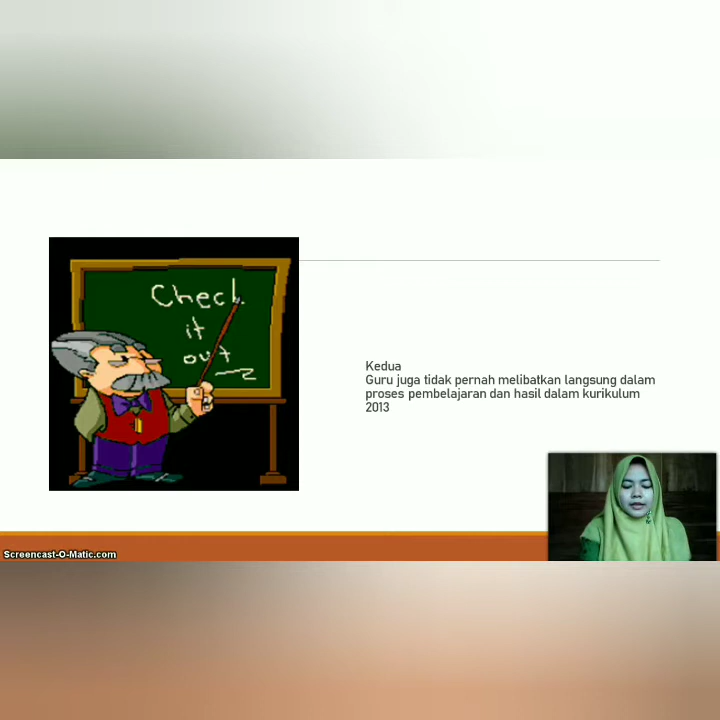 Check
it
out
Kedua
Guru juga tidak pernah melibatkan langsung dalam
proses pembelajaran dan hasil dalam kurikulum
2013
Screencast-O-Matic.com